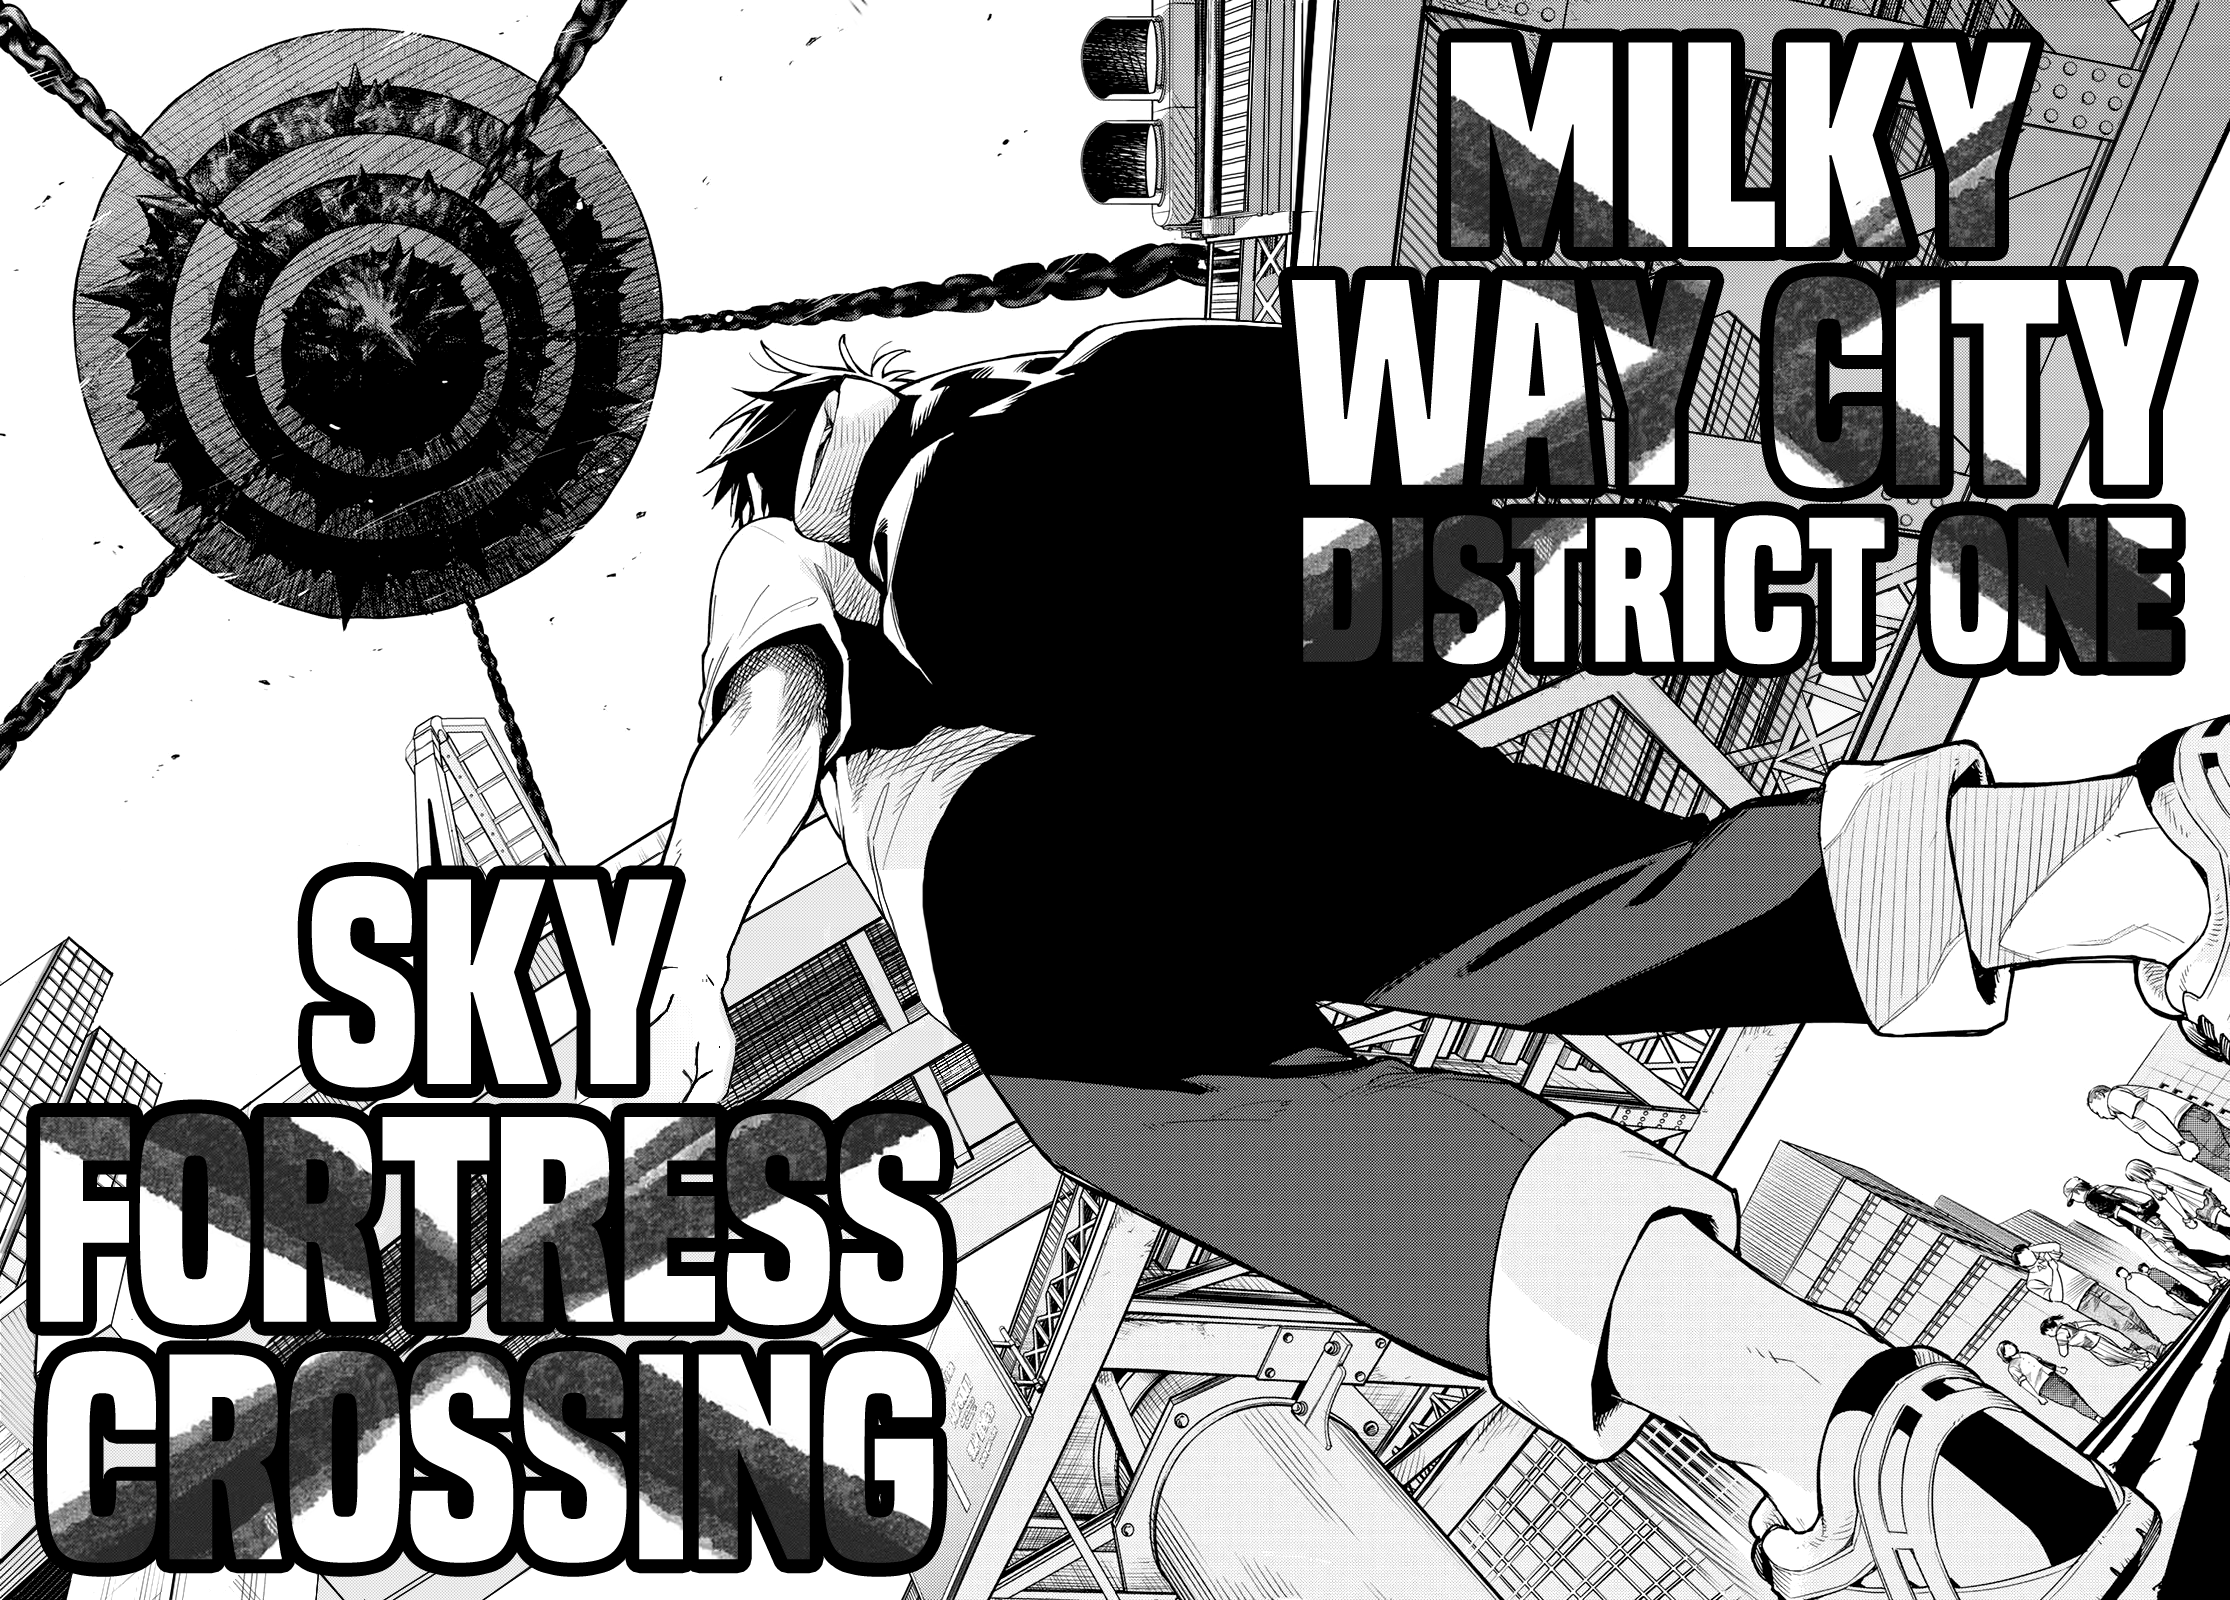 MILKY
WAY CITY
DISTRICT ONE
SKY
FORTRESS
CROSSING